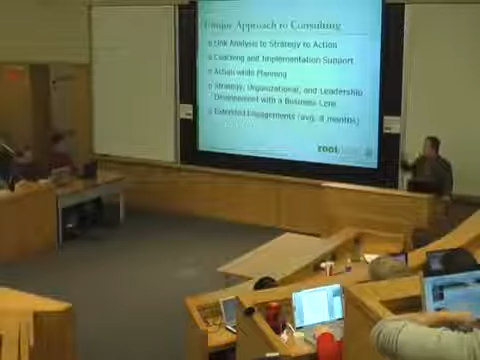 Unique Approach to Consulting
Link Analysis to Strategy to Action
Coaching and Implementation Support
Action while Planning
Strategy, Organizational, and Leadership
Development with a Business Lens
Extended Engagements (avg. 8 months)
root